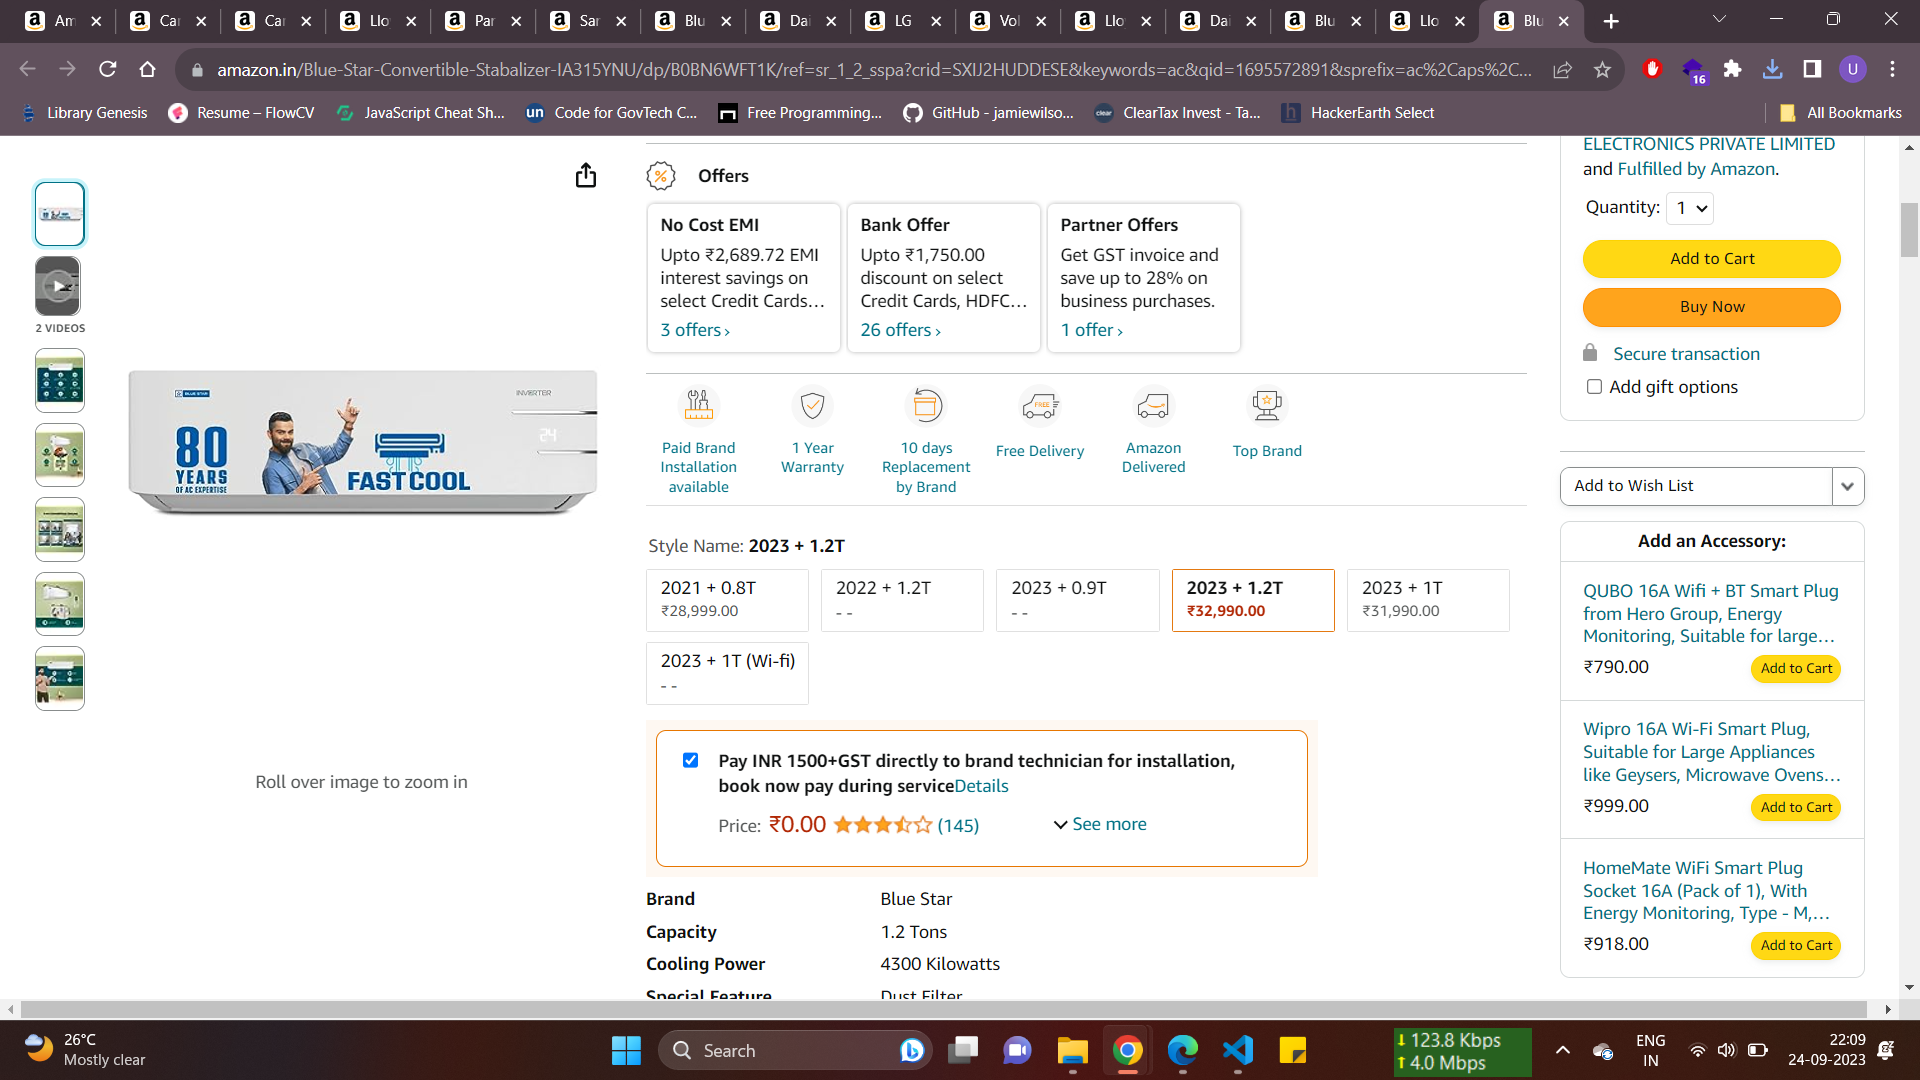 Am
Car
Car
Llo
Par
Sar
Blu
Dai
LG
Vol
Llo
Dai
Blu
Llo
Blu
amazon.in/Blue-Star-Convertible-Stabalizer-IA315YNU/dp/B0BN6WFT1K/ref=sr_1_2_sspa?crid=SXIJ2HUDDESE&keywords=ac&qid=1695572891&sprefix=ac%2Caps%2C...
16
U
Library Genesis
Resume – FlowCV
JavaScript Cheat Sh...
un Code for GovTech C...
Free Programming...
GitHub - jamiewilso...
clear ClearTax Invest - Ta...
h HackerEarth Select
All Bookmarks
2 VIDEOS
BLUE STAR
INVERTER
24
80
YEARS
OF AC EXPERTISE
FAST COOL
Roll over image to zoom in
Offers
No Cost EMI
Upto ₹2,689.72 EMI
interest savings on
select Credit Cards…
3 offers ›
Bank Offer
Upto ₹1,750.00
discount on select
Credit Cards, HDFC…
26 offers ›
Partner Offers
Get GST invoice and
save up to 28% on
business purchases.
1 offer ›
Paid Brand
Installation
available
1 Year
Warranty
10 days
Replacement
by Brand
FREE
Free Delivery
Amazon
Delivered
Top Brand
Style Name: 2023 + 1.2T
2021 + 0.8T
₹28,999.00
2022 + 1.2T
- -
2023 + 0.9T
- -
2023 + 1.2T
₹32,990.00
2023 + 1T
₹31,990.00
2023 + 1T (Wi-fi)
- -
Pay INR 1500+GST directly to brand technician for installation,
book now pay during serviceDetails
Price: ₹0.00 (145) See more
Brand Blue Star
Capacity 1.2 Tons
Cooling Power 4300 Kilowatts
Special Feature Dust Filter
ELECTRONICS PRIVATE LIMITED
and Fulfilled by Amazon.
Quantity: 1
Add to Cart
Buy Now
Secure transaction
Add gift options
Add to Wish List
Add an Accessory:
QUBO 16A Wifi + BT Smart Plug
from Hero Group, Energy
Monitoring, Suitable for large…
₹790.00 Add to Cart
Wipro 16A Wi-Fi Smart Plug,
Suitable for Large Appliances
like Geysers, Microwave Ovens…
₹999.00 Add to Cart
HomeMate WiFi Smart Plug
Socket 16A (Pack of 1), With
Energy Monitoring, Type - M,…
₹918.00 Add to Cart
26°C
Mostly clear
Search
123.8 Kbps
4.0 Mbps
ENG
IN
22:09
24-09-2023